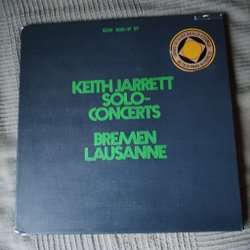 KEITH JARRETT
SOLO-
CONCERTS
BREMEN
LAUSANNE